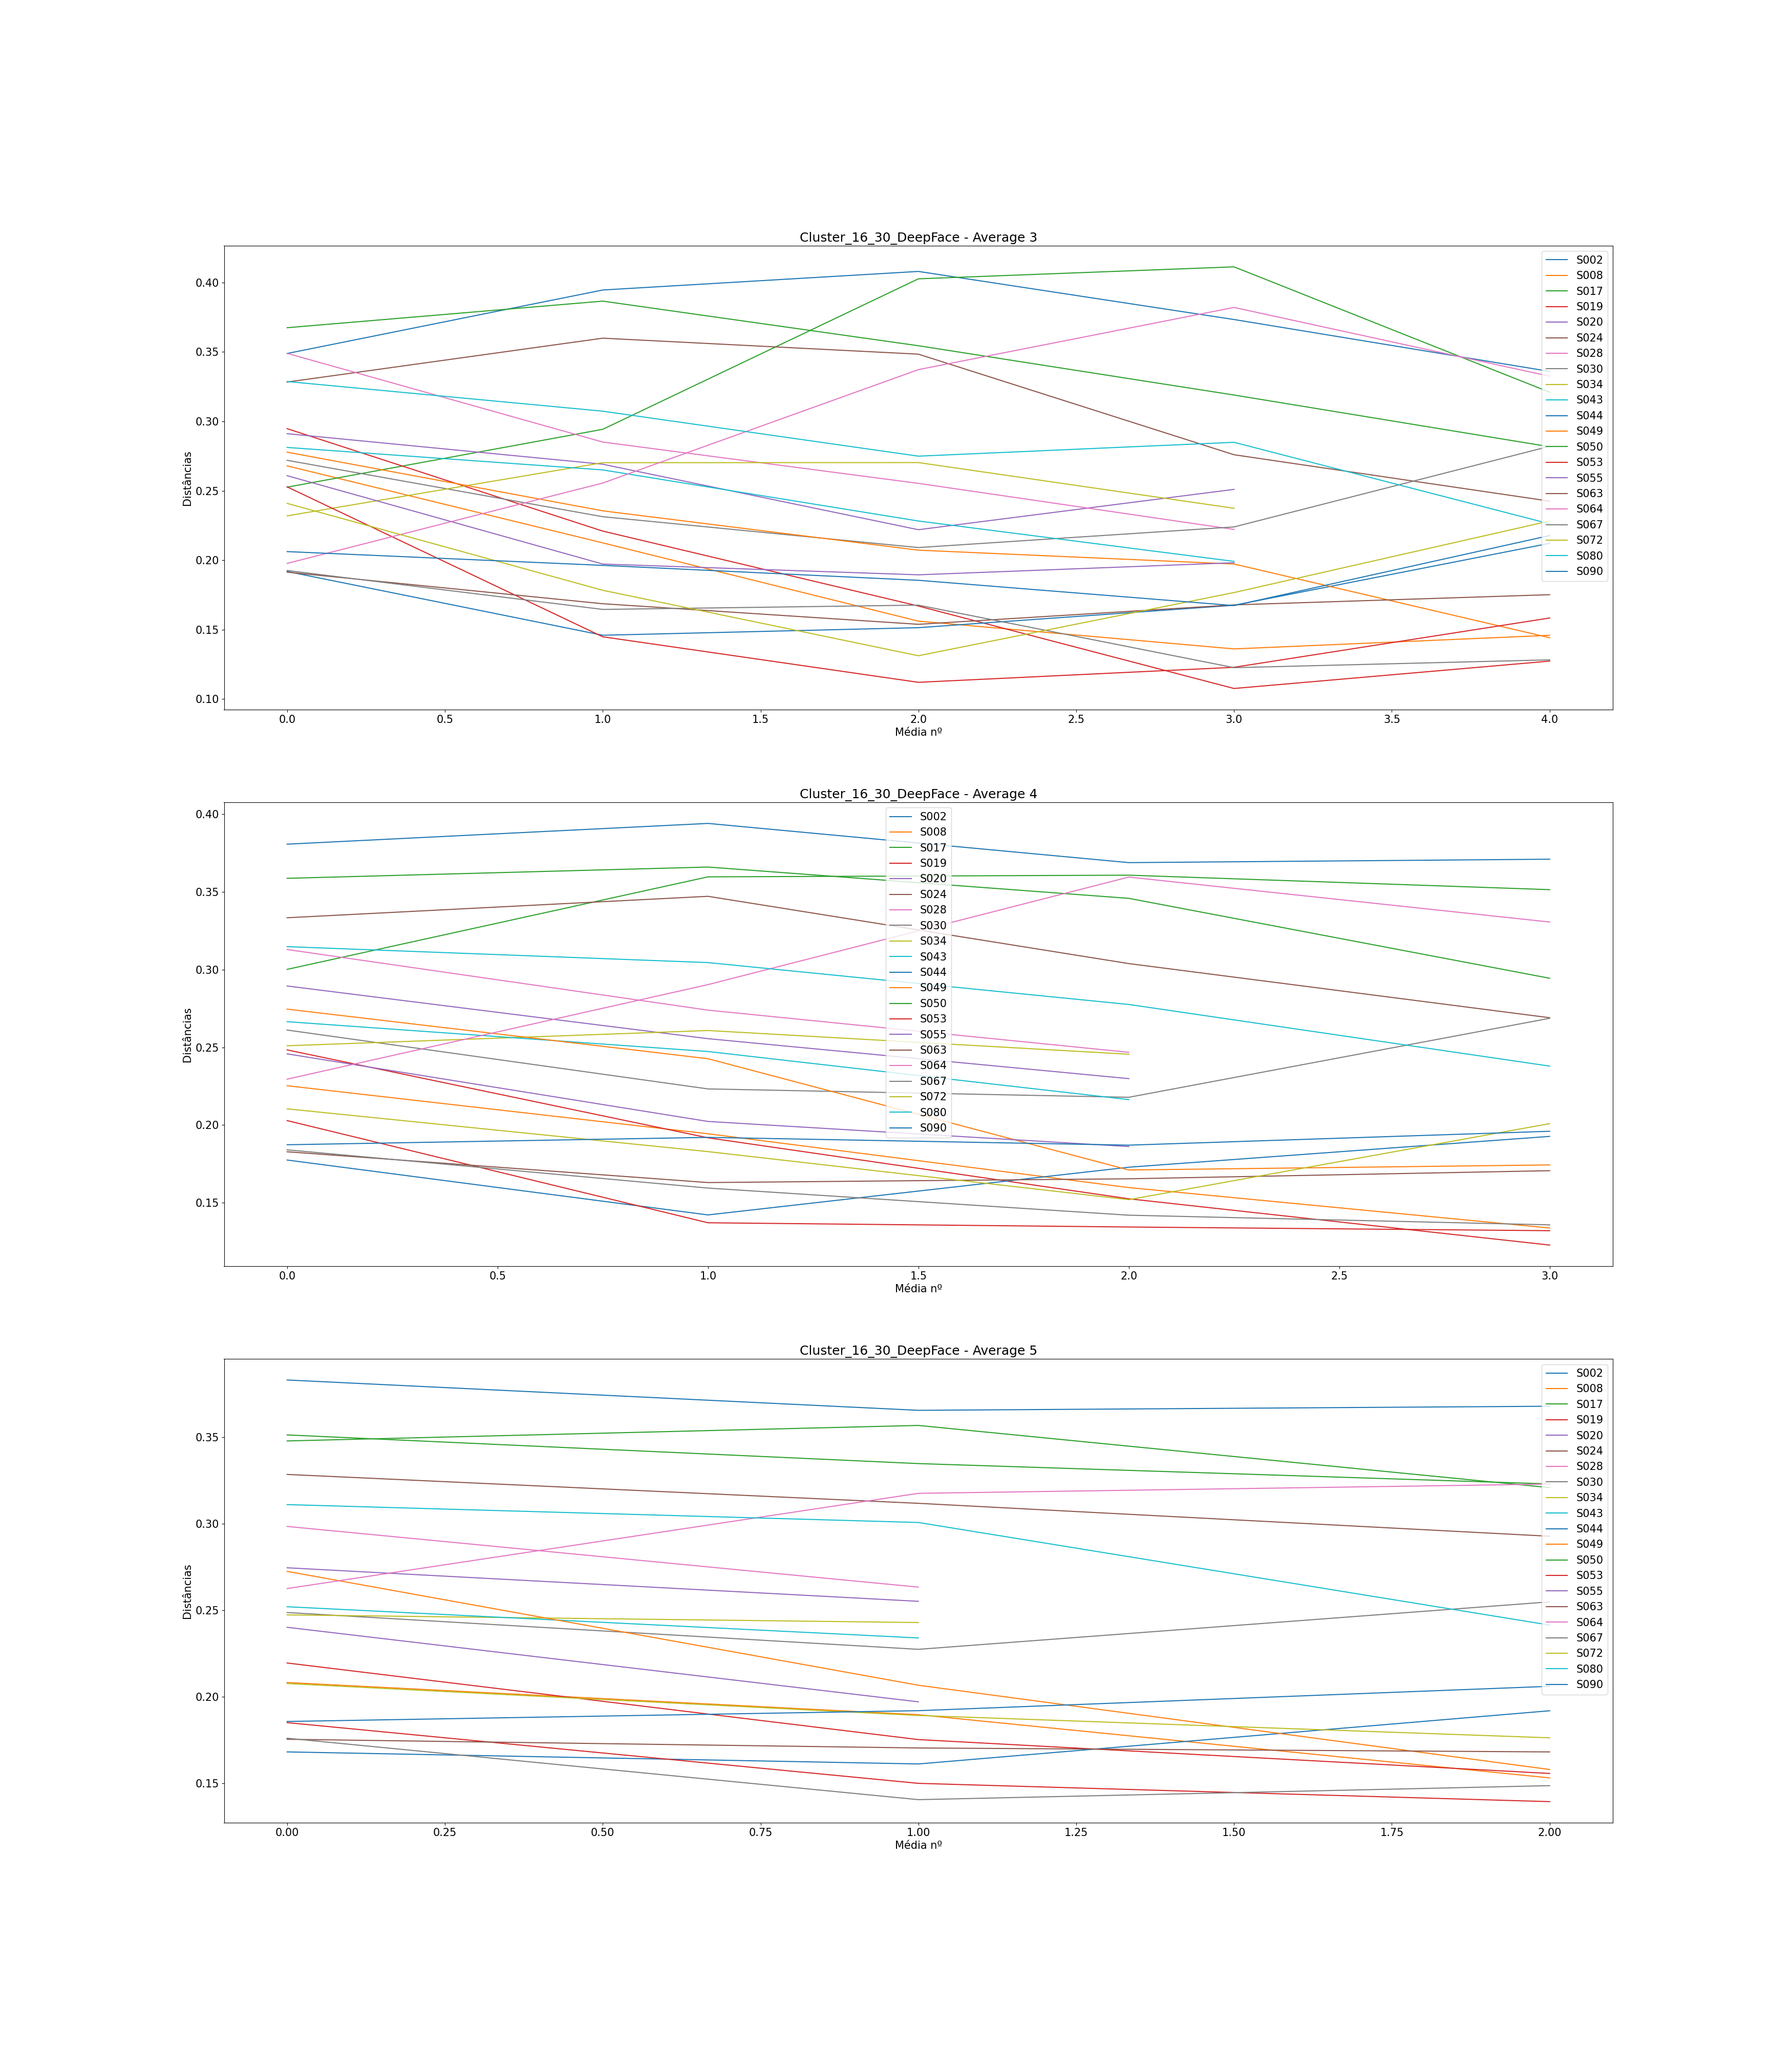 Cluster_16_30_DeepFace - Average 3
Distâncias
0.40
0.35
0.30
0.25
0.20
0.15
0.10
0.0 0.5 1.0 1.5 2.0 2.5 3.0 3.5 4.0
Média nº
S002
S008
S017
S019
S020
S024
S028
S030
S034
S043
S044
S049
S050
S053
S055
S063
S064
S067
S072
S080
S090
Cluster_16_30_DeepFace - Average 4
Distâncias
0.40
0.35
0.30
0.25
0.20
0.15
0.0 0.5 1.0 1.5 2.0 2.5 3.0
Média nº
S002
S008
S017
S019
S020
S024
S028
S030
S034
S043
S044
S049
S050
S053
S055
S063
S064
S067
S072
S080
S090
Cluster_16_30_DeepFace - Average 5
Distâncias
0.35
0.30
0.25
0.20
0.15
0.00 0.25 0.50 0.75 1.00 1.25 1.50 1.75 2.00
Média nº
S002
S008
S017
S019
S020
S024
S028
S030
S034
S043
S044
S049
S050
S053
S055
S063
S064
S067
S072
S080
S090